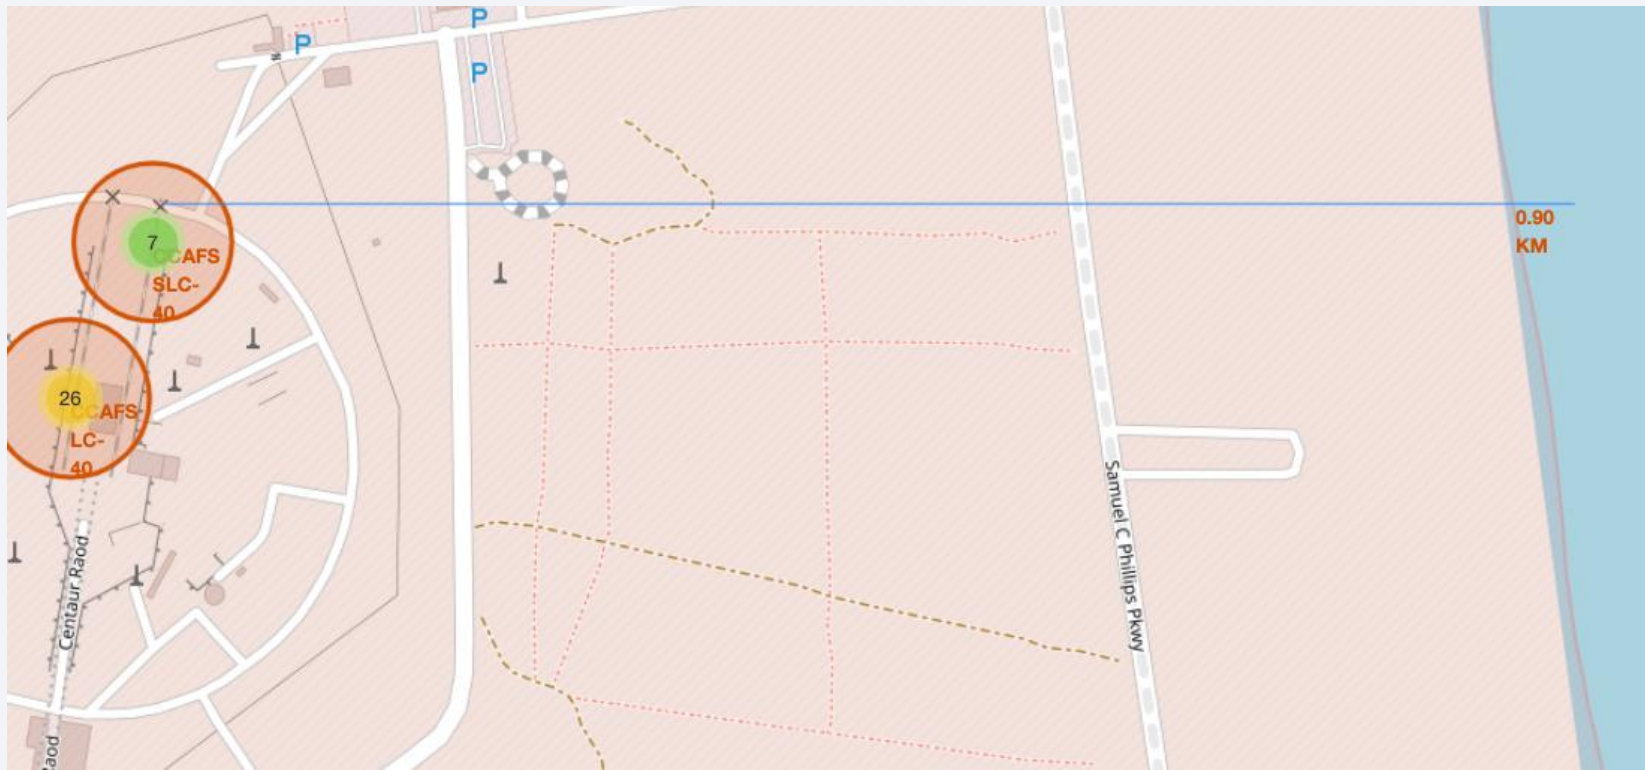 P
P
P
0.90
KM
7
CCAFS
SLC-
40
26
CCAFS
LC-
40
Centaur Raod
Samuel C Phillips Pkwy
Raod